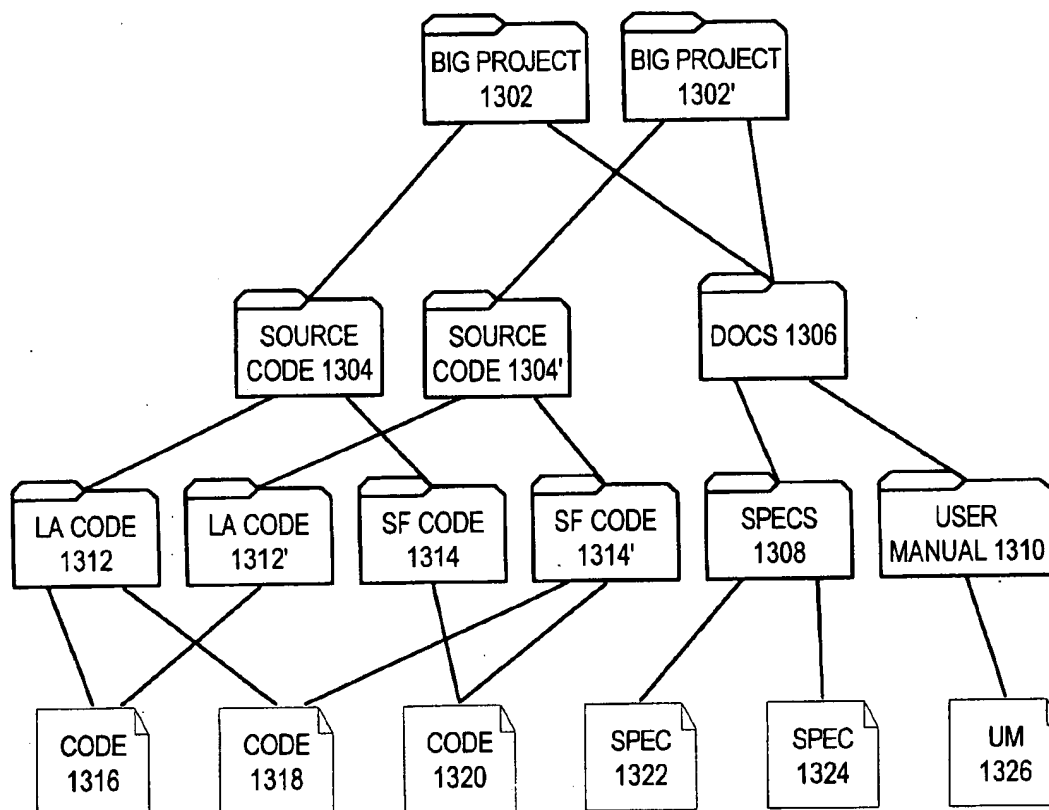 BIG PROJECT
1302
BIG PROJECT
1302'
SOURCE
CODE 1304
SOURCE
CODE 1304'
DOCS 1306
LA CODE
1312
LA CODE
1312'
SF CODE
1314
SF CODE
1314'
SPECS
1308
USER
MANUAL 1310
CODE
1316
CODE
1318
CODE
1320
SPEC
1322
SPEC
1324
UM
1326